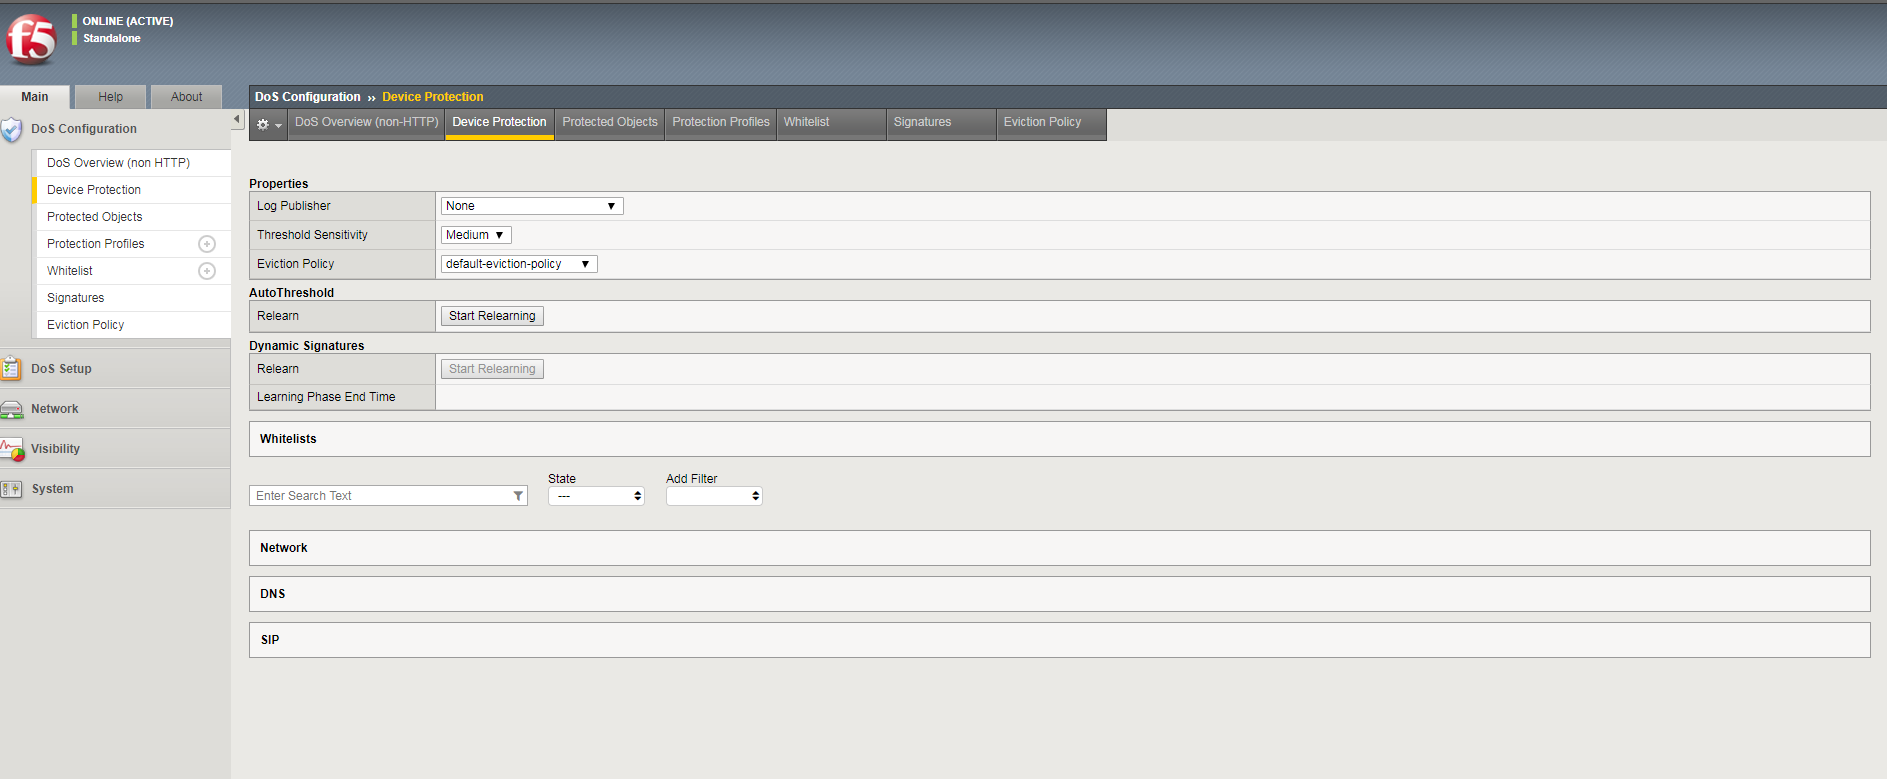 f5
ONLINE (ACTIVE)
Standalone
Main Help About
DoS Configuration
DoS Overview (non HTTP)
Device Protection
Protected Objects
Protection Profiles
Whitelist
Signatures
Eviction Policy
DoS Setup
Network
Visibility
System
DoS Configuration ›› Device Protection
DoS Overview (non-HTTP) Device Protection Protected Objects Protection Profiles Whitelist Signatures Eviction Policy
Properties
Log Publisher None
Threshold Sensitivity Medium
Eviction Policy default-eviction-policy
AutoThreshold
Relearn Start Relearning
Dynamic Signatures
Relearn Start Relearning
Learning Phase End Time
Whitelists
State Add Filter
Enter Search Text ---
Network
DNS
SIP